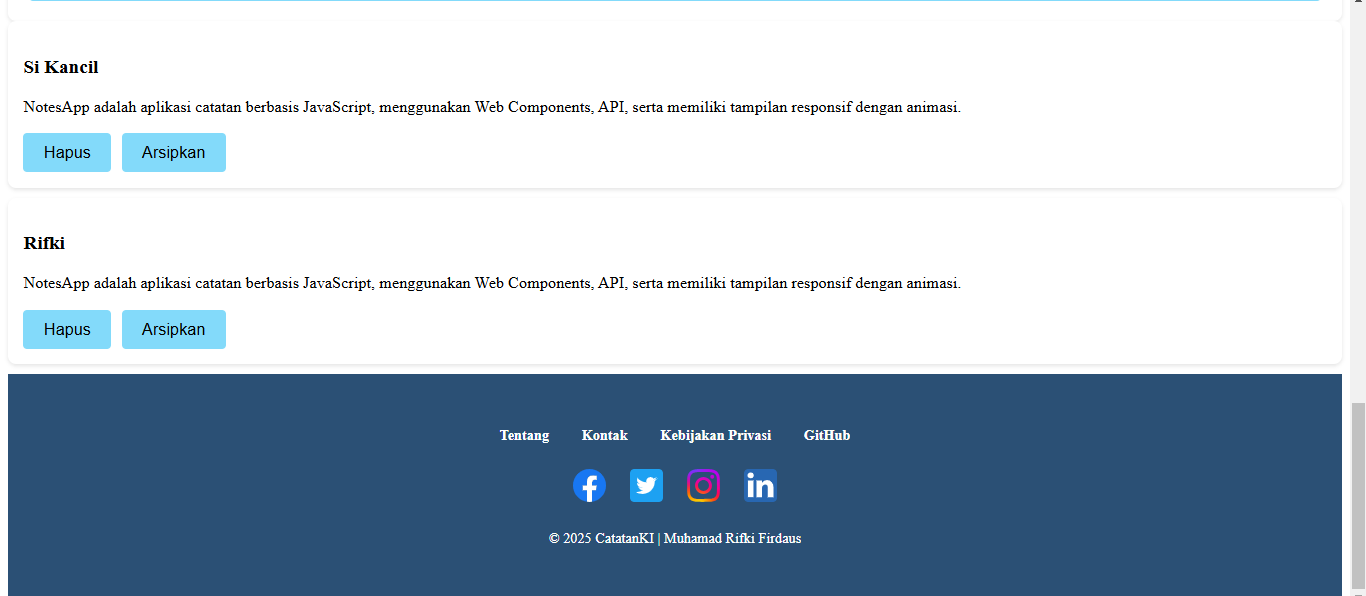 Si Kancil
NotesApp adalah aplikasi catatan berbasis JavaScript, menggunakan Web Components, API, serta memiliki tampilan responsif dengan animasi.
Hapus Arsipkan
Rifki
NotesApp adalah aplikasi catatan berbasis JavaScript, menggunakan Web Components, API, serta memiliki tampilan responsif dengan animasi.
Hapus Arsipkan
Tentang Kontak Kebijakan Privasi GitHub
© 2025 CatatanKI | Muhamad Rifki Firdaus